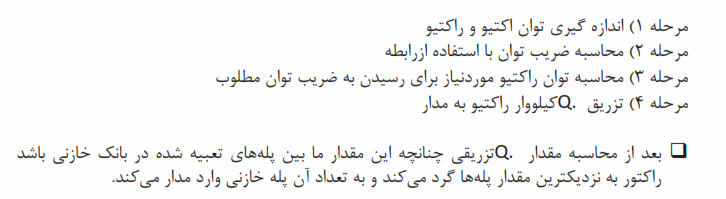 مرحله ۱) اندازه گیری توان اکتیو و راکتیو
مرحله ۲) محاسبه ضریب توان با استفاده ازرابطه
مرحله ۳) محاسبه توان راکتیو موردنیاز برای رسیدن به ضریب توان مطلوب
مرحله ۴) تزریق .Qکیلووار راکتیو به مدار
❑ بعد از محاسبه مقدار .Qتزریقی چنانچه این مقدار ما بین پله‌های تعبیه شده در بانک خازنی باشد
راکتور به نزدیکترین مقدار پله‌ها گرد می‌کند و به تعداد آن پله خازنی وارد مدار می‌کند.